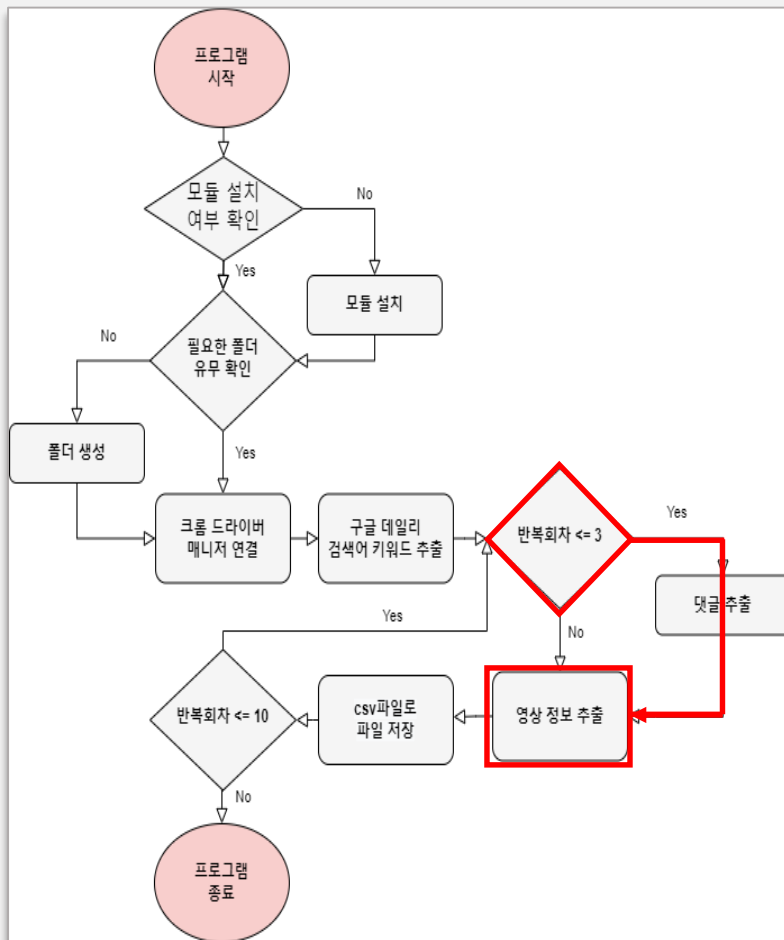 프로그램
시작
모듈 설치
여부 확인
No
Yes
모듈 설치
필요한 폴더
유무 확인
No
폴더 생성
Yes
크롬 드라이버
매니저 연결
구글 데일리
검색어 키워드 추출
반복회차 <= 3
Yes
댓글 추출
No
Yes
영상 정보 추출
csv파일로
파일 저장
반복회차 <= 10
No
프로그램
종료